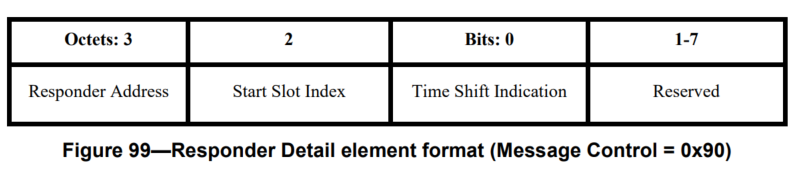 Octets: 3 2 Bits: 0 1-7
Responder Address Start Slot Index Time Shift Indication Reserved
Figure 99—Responder Detail element format (Message Control = 0x90)